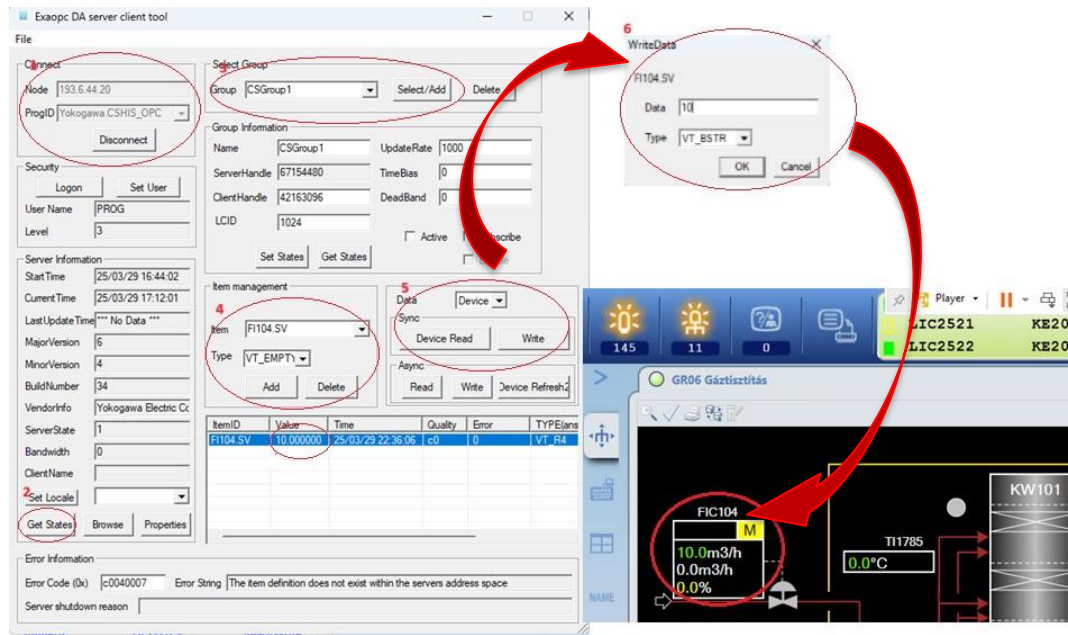 Exaopc DA server client tool
File
1
Connect
Node 193.6.44.20
ProgID Yokogawa.CSHIS_OPC
Disconnect
Security
Logon Set User
User Name PROG
Level 3
Server Information
StartTime 25/03/29 16:44:02
CurrentTime 25/03/29 17:12:01
LastUpdateTime *** No Data ***
MajorVersion 6
MinorVersion 4
BuildNumber 34
VendorInfo Yokogawa Electric Cc
ServerState 1
Bandwidth 0
ClientName
2
Set Locale
Get States Browse Properties
3
Select Group
Group CSGroup1 Select/Add Delete
Group Information
Name CSGroup1 UpdateRate 1000
ServerHandle 67154480 TimeBias 0
ClientHandle 42163096 DeadBand 0
LCID 1024
Active
Set States Get States
Item management
4
Item FI104.SV
Type VT_EMPTY
Add Delete
5
Data Device
Sync
Device Read Write
Async
Read Write Device Refresh2
ItemID Value Time Quality Error TYPE(ans
FI104.SV 10.000000 25/03/29 22:36:06 c0 0 VT_R4
Error Information
Error Code (0x) c0040007 Error String The item definition does not exist within the servers address space
Server shutdown reason
6
WriteData
FI104.SV
Data 10
Type VT_BSTR
OK Cancel
145 11 0
Player
LIC2521 KE20
LIC2522 KE20
GR06 Gáztisztítás
NAME
FIC104
M
10.0m3/h
0.0m3/h
0.0%
TI1785
0.0°C
KW101